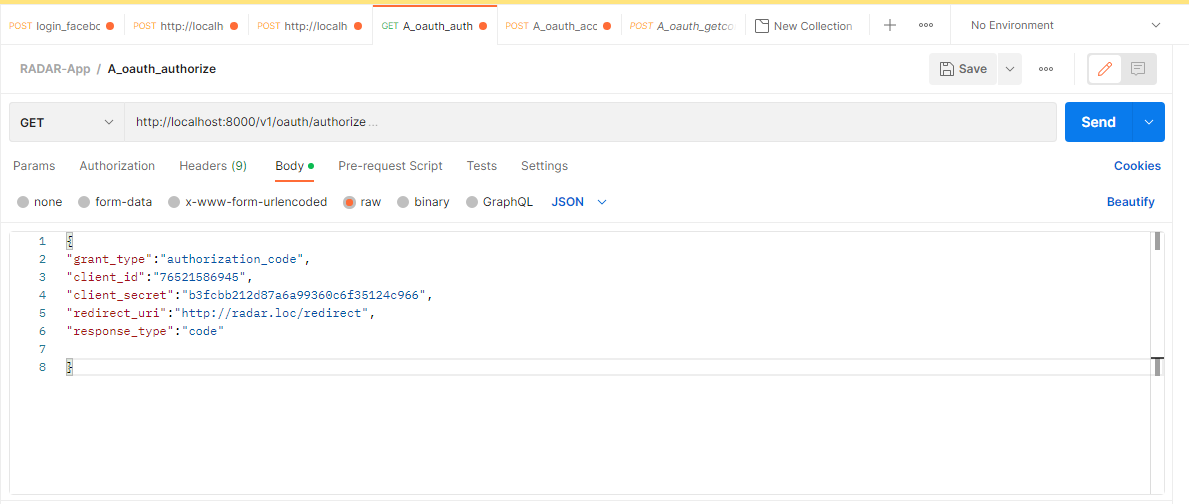 POST login_facebc POST http://localh POST http://localh GET A_oauth_auth POST A_oauth_acc POST A_oauth_getco New Collection No Environment
RADAR-App / A_oauth_authorize Save
GET http://localhost:8000/v1/oauth/authorize ... Send
Params Authorization Headers (9) Body Pre-request Script Tests Settings Cookies
none form-data x-www-form-urlencoded raw binary GraphQL JSON Beautify
1 {
2 "grant_type":"authorization_code",
3 "client_id":"76521586945",
4 "client_secret":"b3fcbb212d87a6a99360c6f35124c966",
5 "redirect_uri":"http://radar.loc/redirect",
6 "response_type":"code"
7
8 }